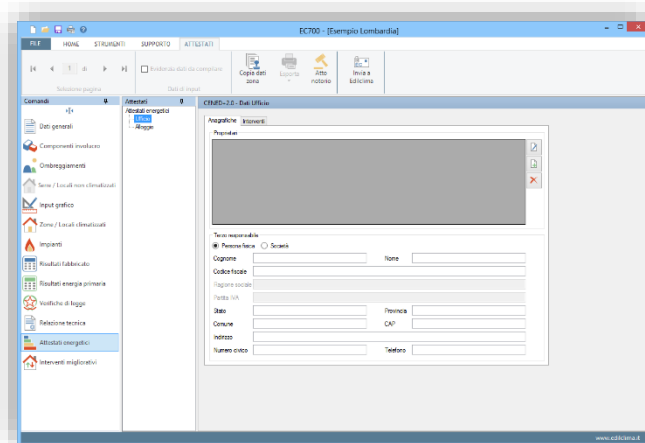 EC700 - [Esempio Lombardia]
FILE HOME STRUMENTI SUPPORTO ATTESTATI
1 di
Evidenzia dati da compilare
Copia dati zona
Esporta
Atto notorio
Invia a Edilclima
Selezione pagina
Dati di input
Comandi
Dati generali
Componenti involucro
Ombreggiamenti
Serre / Locali non climatizzati
Input grafico
Zone / Locali climatizzati
Impianti
Risultati fabbricato
Risultati energia primaria
Verifiche di legge
Relazione tecnica
Attestati energetici
Interventi migliorativi
Attestati
Attestati energetici
Ufficio
Alloggio
CENED+2.0 - Dati Ufficio
Anagrafiche Interventi
Proprietari
Terzo responsabile
Persona fisica Società
Cognome Nome
Codice fiscale
Ragione sociale
Partita IVA
Stato Provincia
Comune CAP
Indirizzo
Numero civico Telefono
www.edilclima.it